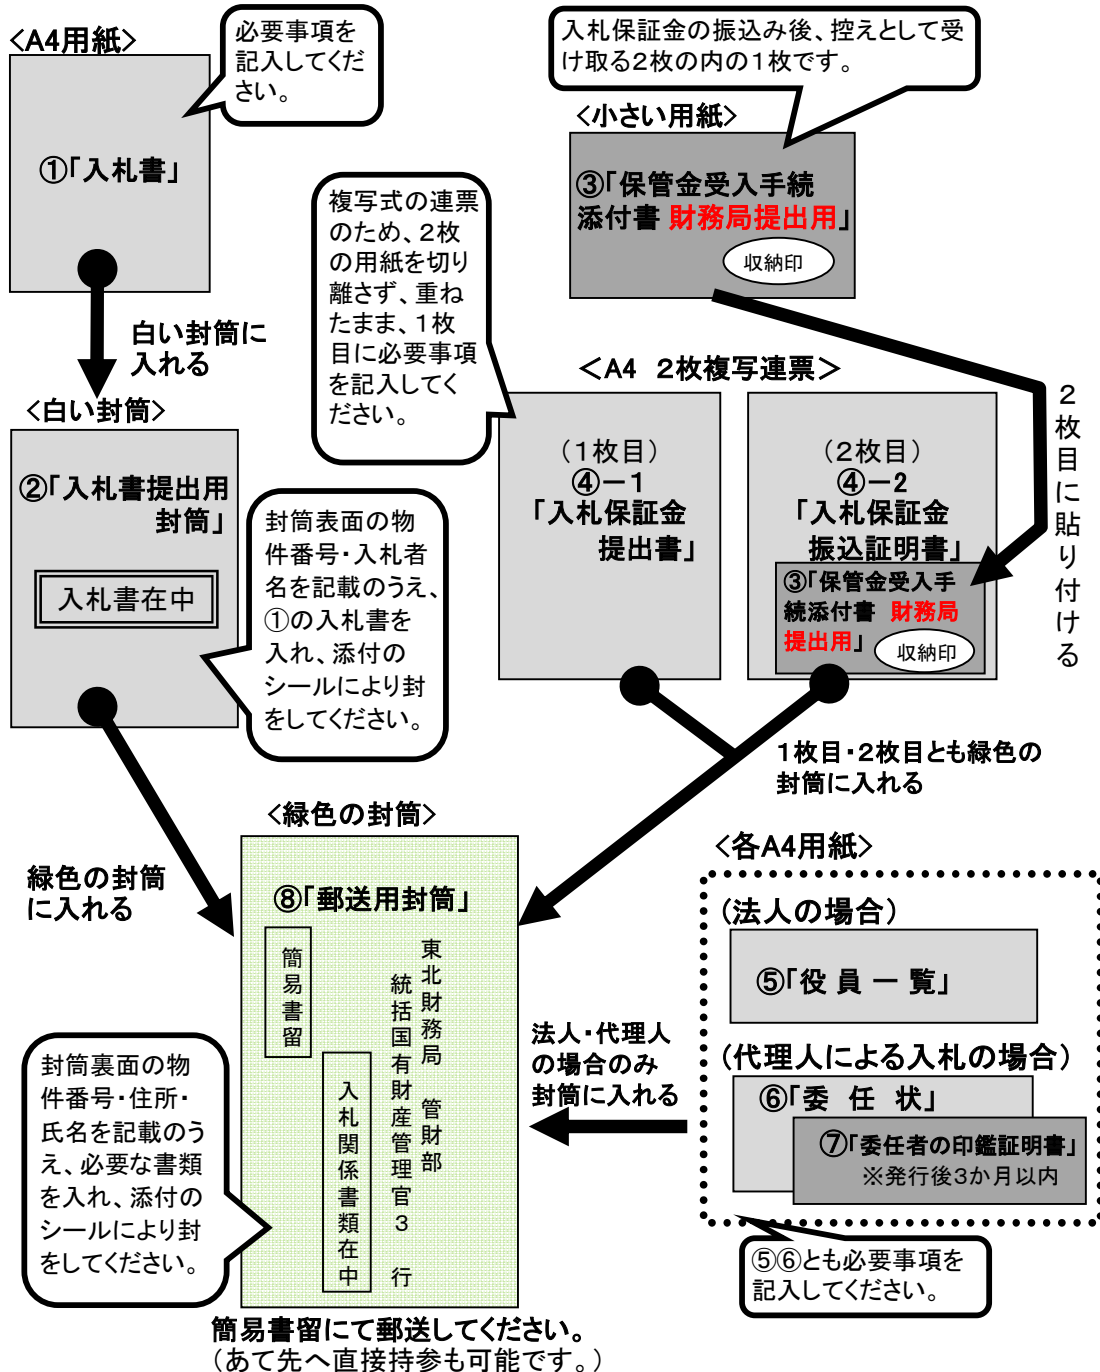 <A4用紙>
必要事項を
記入してくだ
さい。
①「入札書」
白い封筒に
入れる
<白い封筒>
②「入札書提出用
封筒」
入札書在中
封筒表面の物
件番号・入札者
名を記載のうえ、
①の入札書を
入れ、添付の
シールにより封
をしてください。
緑色の封筒
に入れる
入札保証金の振込み後、控えとして受
け取る2枚の内の1枚です。
<小さい用紙>
③「保管金受入手続
添付書 財務局提出用」
収納印
2枚目に貼り付ける
複写式の連票
のため、2枚
の用紙を切り
離さず、重ね
たまま、1枚
目に必要事項
を記入してく
ださい。
<A4 2枚複写連票>
(1枚目)
④-1
「入札保証金
提出書」
(2枚目)
④-2
「入札保証金
振込証明書」
③「保管金受入手
続添付書 財務局
提出用」
収納印
1枚目・2枚目とも緑色の
封筒に入れる
<緑色の封筒>
⑧「郵送用封筒」
東北財務局 管財部
統括国有財産管理官3 行
簡易書留
入札関係書類在中
封筒裏面の物
件番号・住所・
氏名を記載のう
え、必要な書類
を入れ、添付の
シールにより封
をしてください。
<各A4用紙>
(法人の場合)
⑤「役 員 一 覧」
(代理人による入札の場合)
⑥「委 任 状」
⑦「委任者の印鑑証明書」
※発行後3か月以内
⑤⑥とも必要事項を
記入してください。
法人・代理人
の場合のみ
封筒に入れる
簡易書留にて郵送してください。
(あて先へ直接持参も可能です。)